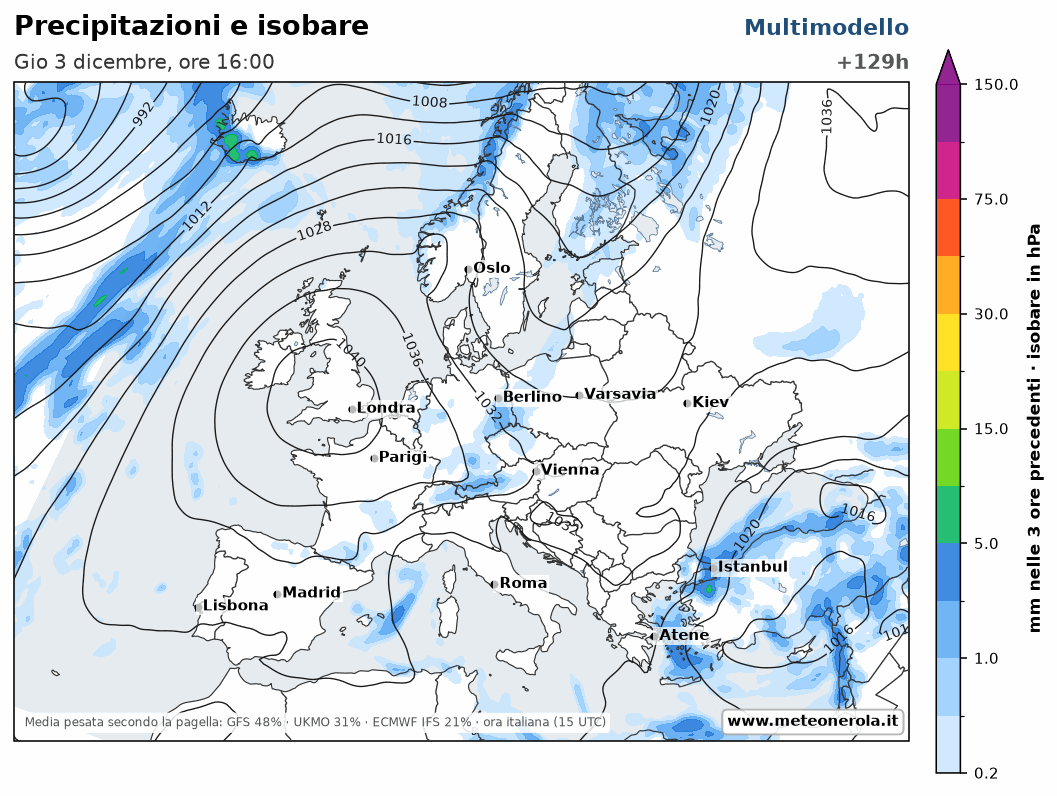 Precipitazioni e isobare
Multimodello
Gio 3 dicembre, ore 16:00
+129h
992
1008
1016
1020
1036
1012
1028
Oslo
1036
1032
Londra
Berlino
Varsavia
Kiev
Parigi
Vienna
1016
1020
Istanbul
Roma
Madrid
Lisbona
Atene
1016
Media pesata secondo la pagella: GFS 48% · UKMO 31% · ECMWF IFS 21% · ora italiana (15 UTC)
www.meteonerola.it
150.0
75.0
30.0
15.0
5.0
1.0
0.2
mm nelle 3 ore precedenti · isobare in hPa